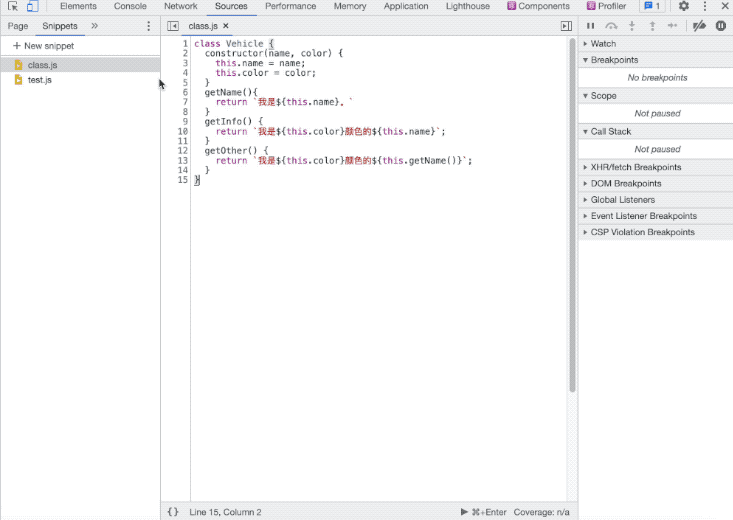 Elements Console Network Sources Performance Memory Application Lighthouse Components Profiler 1
Page Snippets »
class.js ×
+ New snippet
class.js
test.js
1 class Vehicle {
2 constructor(name, color) {
3 this.name = name;
4 this.color = color;
5 }
6 getName(){
7 return `我是${this.name}。`
8 }
9 getInfo() {
10 return `我是${this.color}颜色的${this.name}`;
11 }
12 getOther() {
13 return `我是${this.color}颜色的${this.getName()}`;
14 }
15 }
Watch
Breakpoints
No breakpoints
Scope
Not paused
Call Stack
Not paused
XHR/fetch Breakpoints
DOM Breakpoints
Global Listeners
Event Listener Breakpoints
CSP Violation Breakpoints
{} Line 15, Column 2 ⌘+Enter Coverage: n/a